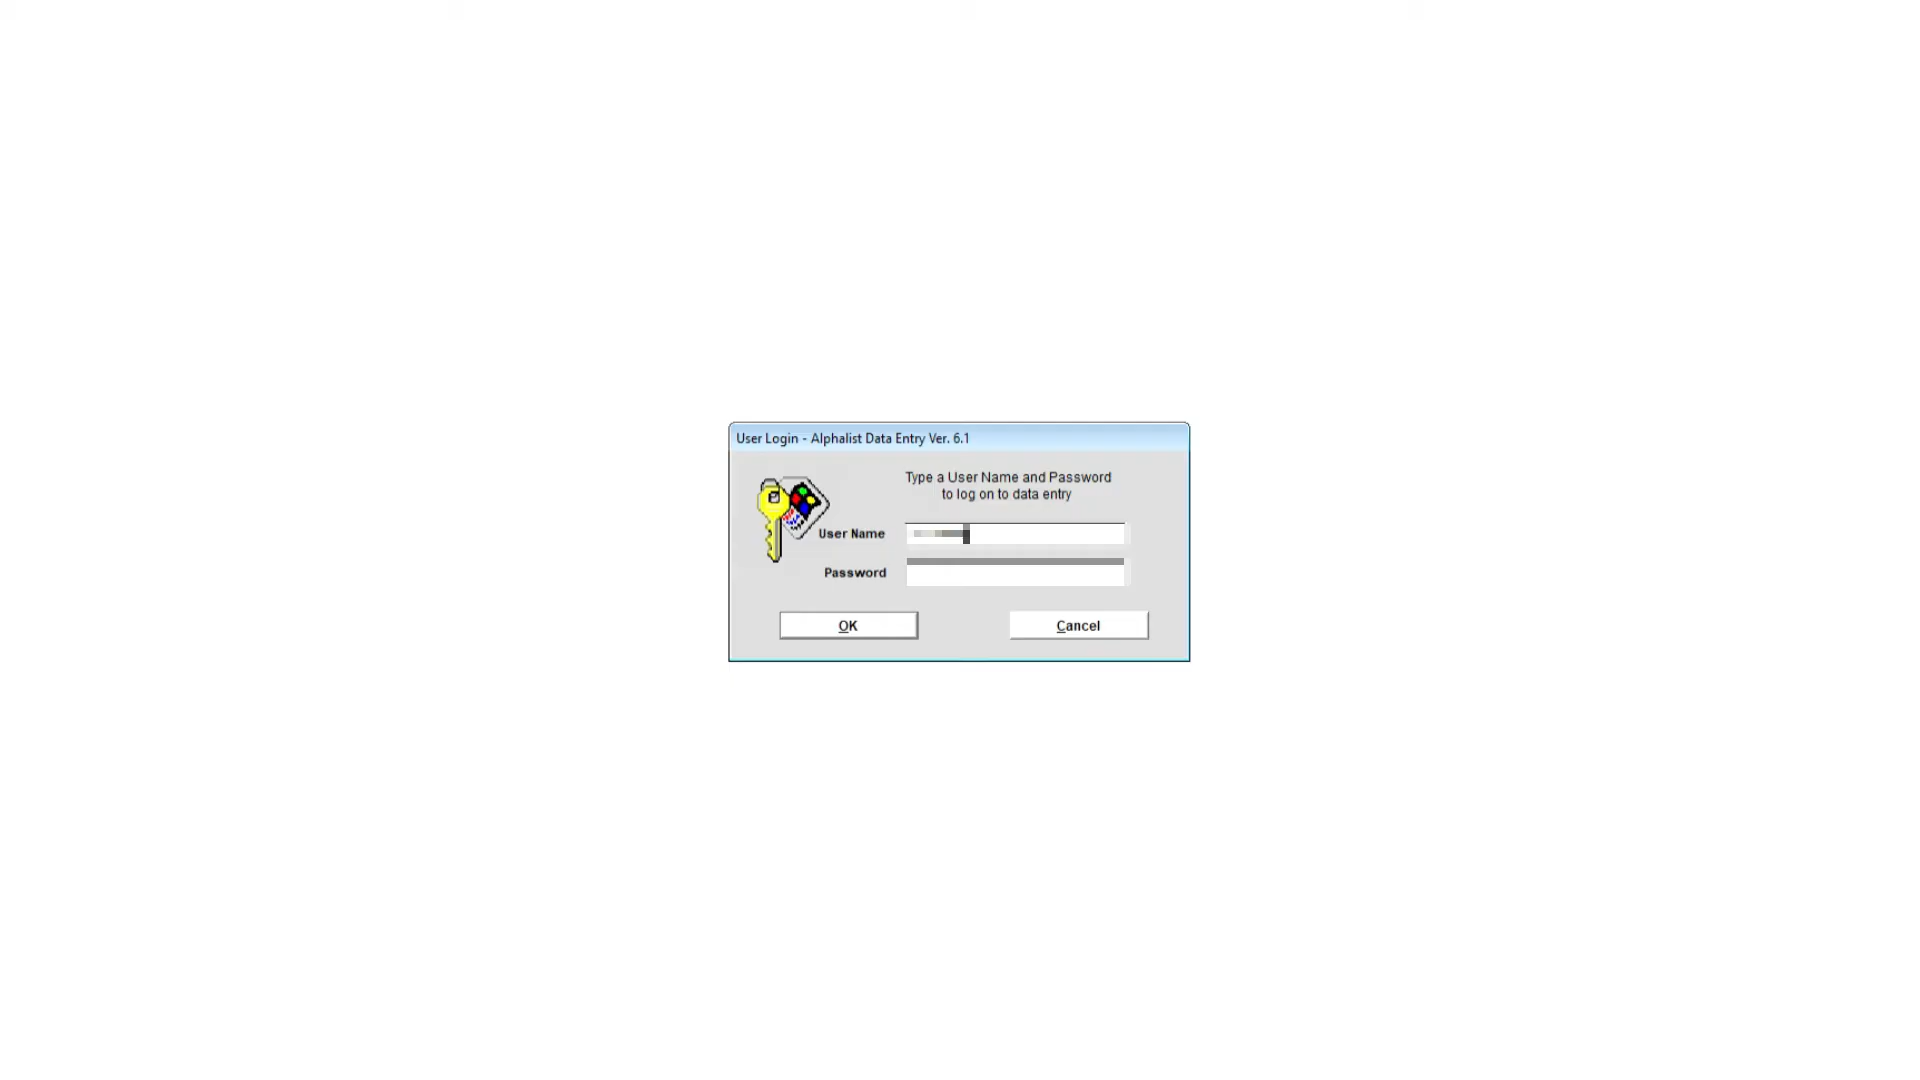 User Login - Alphalist Data Entry Ver. 6.1
Type a User Name and Password
to log on to data entry
User Name
Password
OK
Cancel